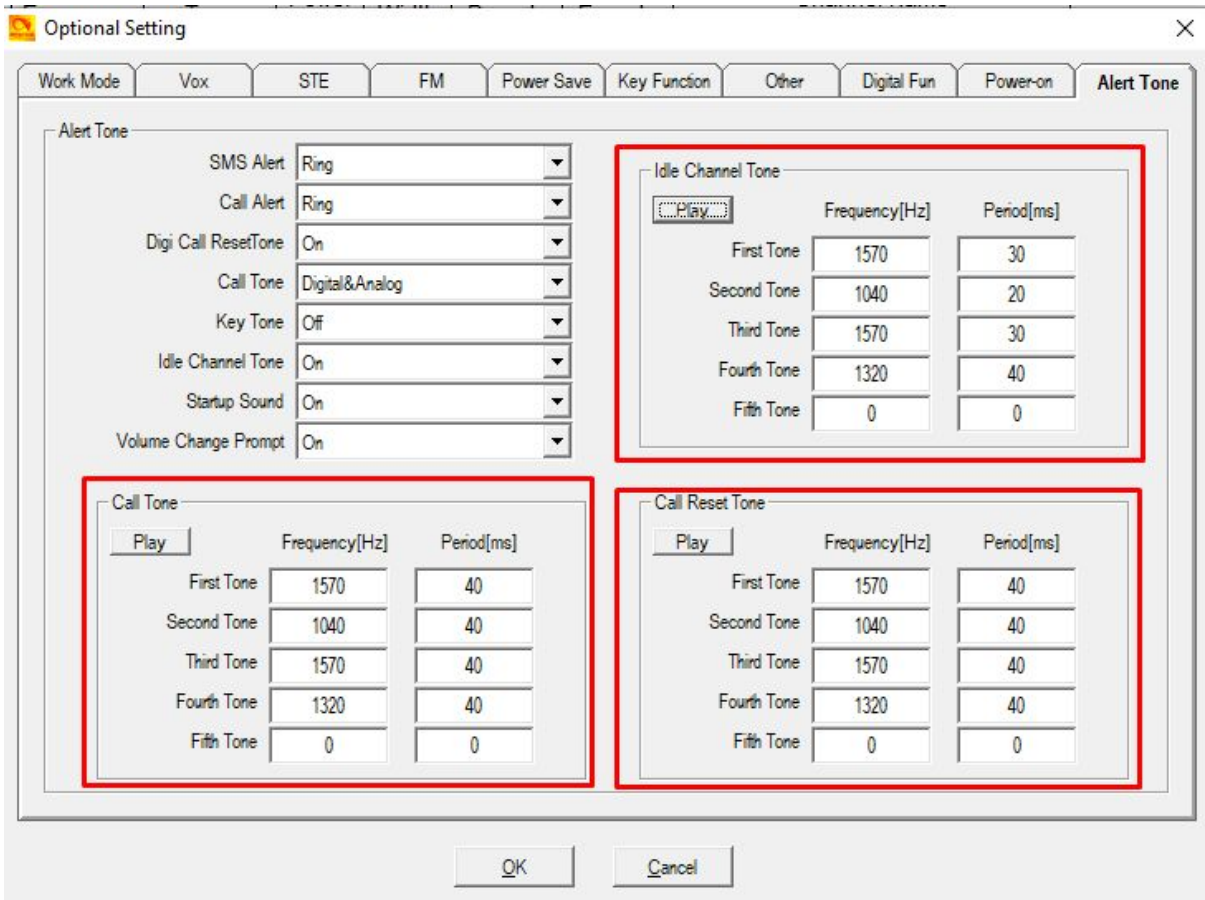 Optional Setting
Work Mode Vox STE FM Power Save Key Function Other Digital Fun Power-on Alert Tone
Alert Tone
SMS Alert Ring
Call Alert Ring
Digi Call ResetTone On
Call Tone Digital&Analog
Key Tone Off
Idle Channel Tone On
Startup Sound On
Volume Change Prompt On
Idle Channel Tone
Play Frequency[Hz] Period[ms]
First Tone 1570 30
Second Tone 1040 20
Third Tone 1570 30
Fourth Tone 1320 40
Fifth Tone 0 0
Call Tone
Play Frequency[Hz] Period[ms]
First Tone 1570 40
Second Tone 1040 40
Third Tone 1570 40
Fourth Tone 1320 40
Fifth Tone 0 0
Call Reset Tone
Play Frequency[Hz] Period[ms]
First Tone 1570 40
Second Tone 1040 40
Third Tone 1570 40
Fourth Tone 1320 40
Fifth Tone 0 0
OK Cancel